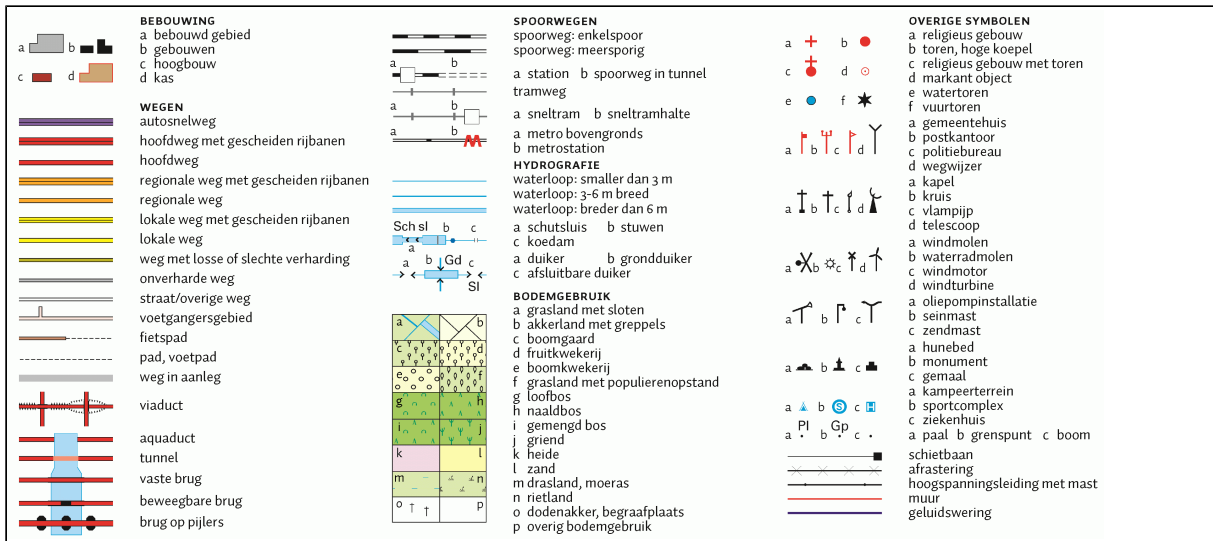 BEBOUWING
a bebouwd gebied
a b
b gebouwen
c hoogbouw
c d
d kas
WEGEN
autosnelweg
hoofdweg met gescheiden rijbanen
hoofdweg
regionale weg met gescheiden rijbanen
regionale weg
lokale weg met gescheiden rijbanen
lokale weg
weg met losse of slechte verharding
onverharde weg
straat/overige weg
voetgangersgebied
fietspad
pad, voetpad
weg in aanleg
viaduct
aquaduct
tunnel
vaste brug
beweegbare brug
brug op pijlers
SPOORWEGEN
spoorweg: enkelspoor
spoorweg: meersporig
a b
a station b spoorweg in tunnel
tramweg
a b
a sneltram b sneltramhalte
a b
a metro bovengronds
b metrostation
HYDROGRAFIE
waterloop: smaller dan 3 m
waterloop: 3-6 m breed
waterloop: breder dan 6 m
Sch sl b c
a
a schutsluis b stuwen
c koedam
a b Gd c
Sl
a duiker b grondduiker
c afsluitbare duiker
BODEMGEBRUIK
a b
c d
e f
g h
i j
k l
m n
o p
a grasland met sloten
b akkerland met greppels
c boomgaard
d fruitkwekerij
e boomkwekerij
f grasland met populierenopstand
g loofbos
h naaldbos
i gemengd bos
j griend
k heide
l zand
m drasland, moeras
n rietland
o dodenakker, begraafplaats
p overig bodemgebruik
OVERIGE SYMBOLEN
a b
c d
e f
a religieus gebouw
b toren, hoge koepel
c religieus gebouw met toren
d markant object
e watertoren
f vuurtoren
a b c d
a gemeentehuis
b postkantoor
c politiebureau
d wegwijzer
a b c d
a kapel
b kruis
c vlampijp
d telescoop
a b c d
a windmolen
b waterradmolen
c windmotor
d windturbine
a b c
a oliepompinstallatie
b seinmast
c zendmast
a b c
a hunebed
b monument
c gemaal
a b S c H
a kampeerterrein
b sportcomplex
c ziekenhuis
Pl Gp
a b c
a paal b grenspunt c boom
schietbaan
afrastering
hoogspanningsleiding met mast
muur
geluidswering